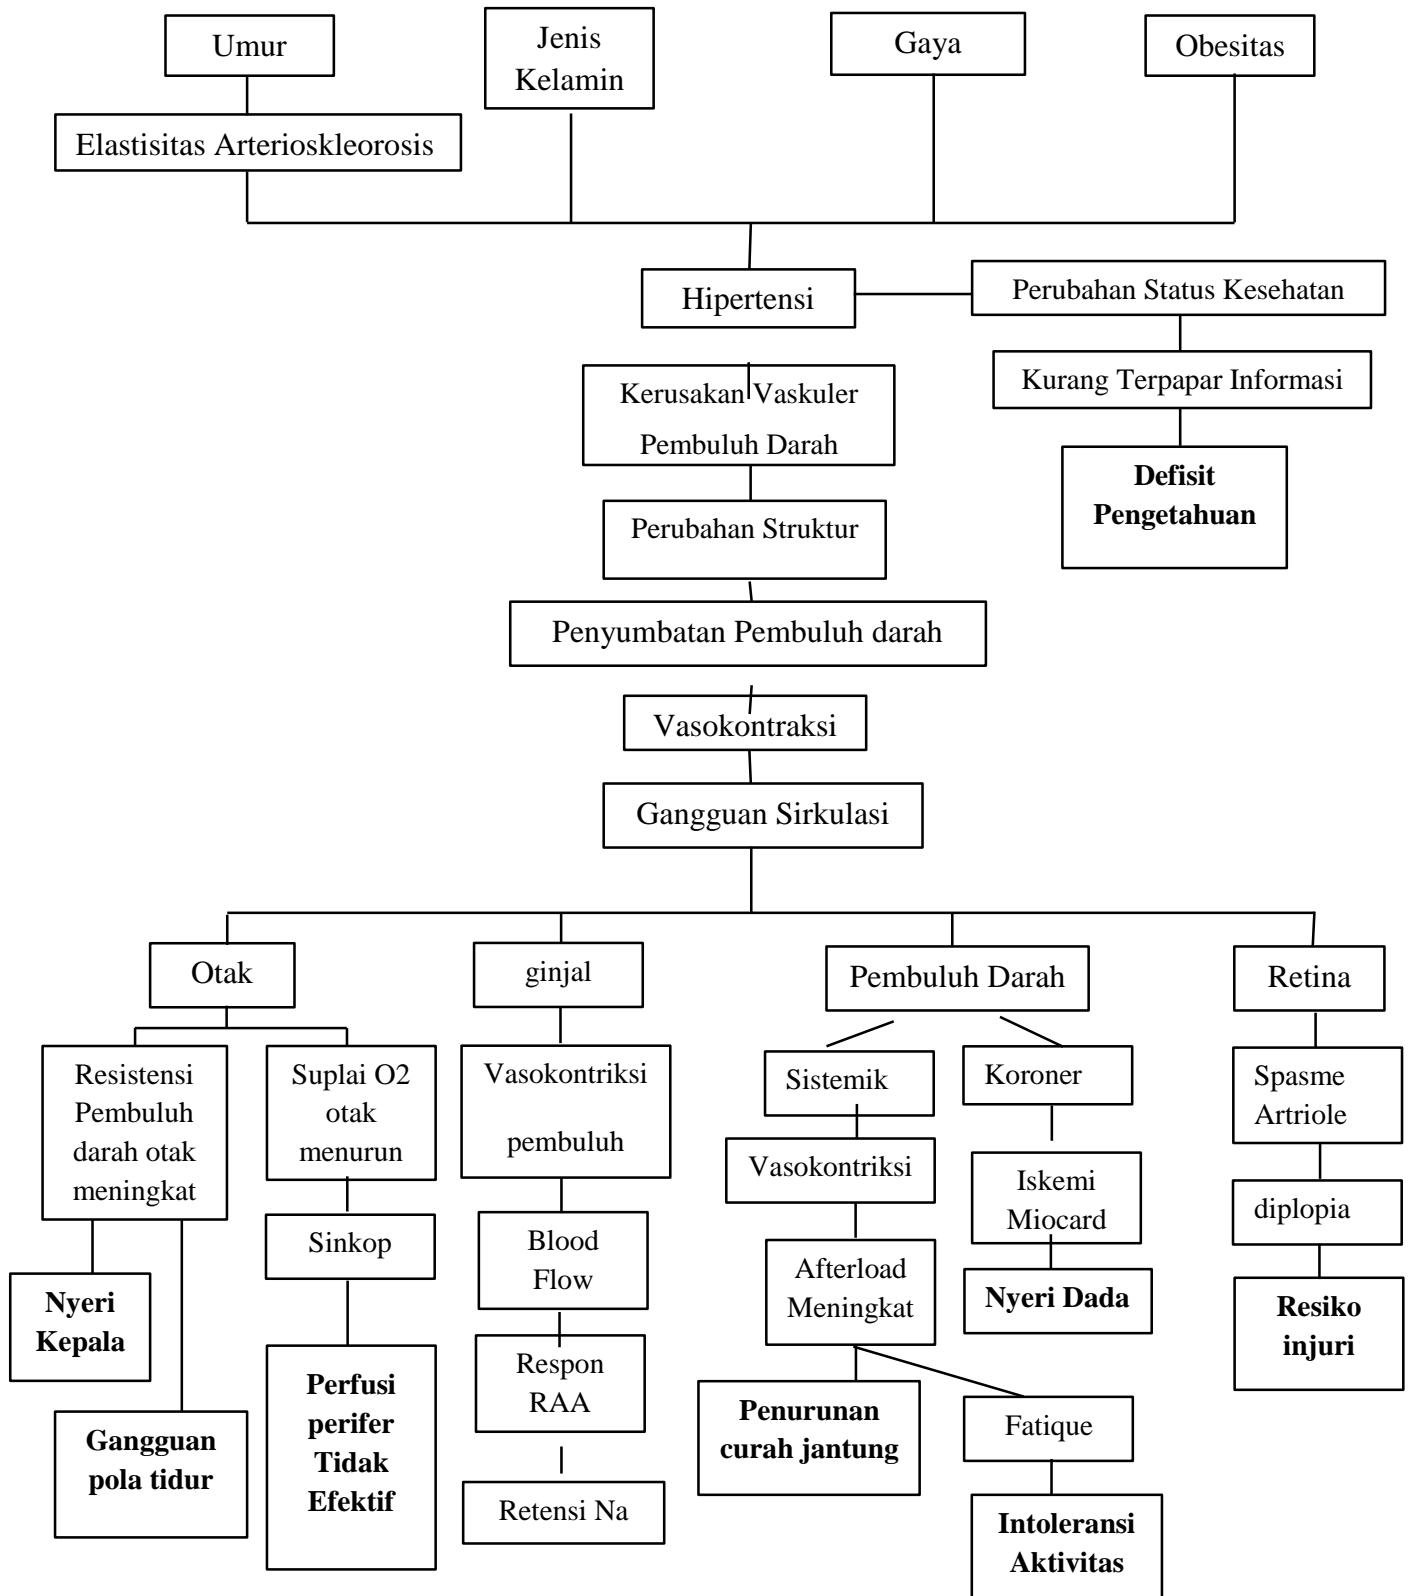 Umur
Jenis
Kelamin
Gaya
Obesitas
Elastisitas Arterioskleorosis
Hipertensi
Perubahan Status Kesehatan
Kurang Terpapar Informasi
Defisit
Pengetahuan
Kerusakan Vaskuler
Pembuluh Darah
Perubahan Struktur
Penyumbatan Pembuluh darah
Vasokontraksi
Gangguan Sirkulasi
Otak
ginjal
Pembuluh Darah
Retina
Resistensi
Pembuluh
darah otak
meningkat
Suplai O2
otak
menurun
Vasokontriksi
pembuluh
Sistemik
Koroner
Spasme
Artriole
Vasokontriksi
Iskemi
Miocard
diplopia
Sinkop
Blood
Flow
Afterload
Meningkat
Nyeri Dada
Resiko
injuri
Nyeri
Kepala
Gangguan
pola tidur
Perfusi
perifer
Tidak
Efektif
Respon
RAA
Retensi Na
Penurunan
curah jantung
Fatique
Intoleransi
Aktivitas